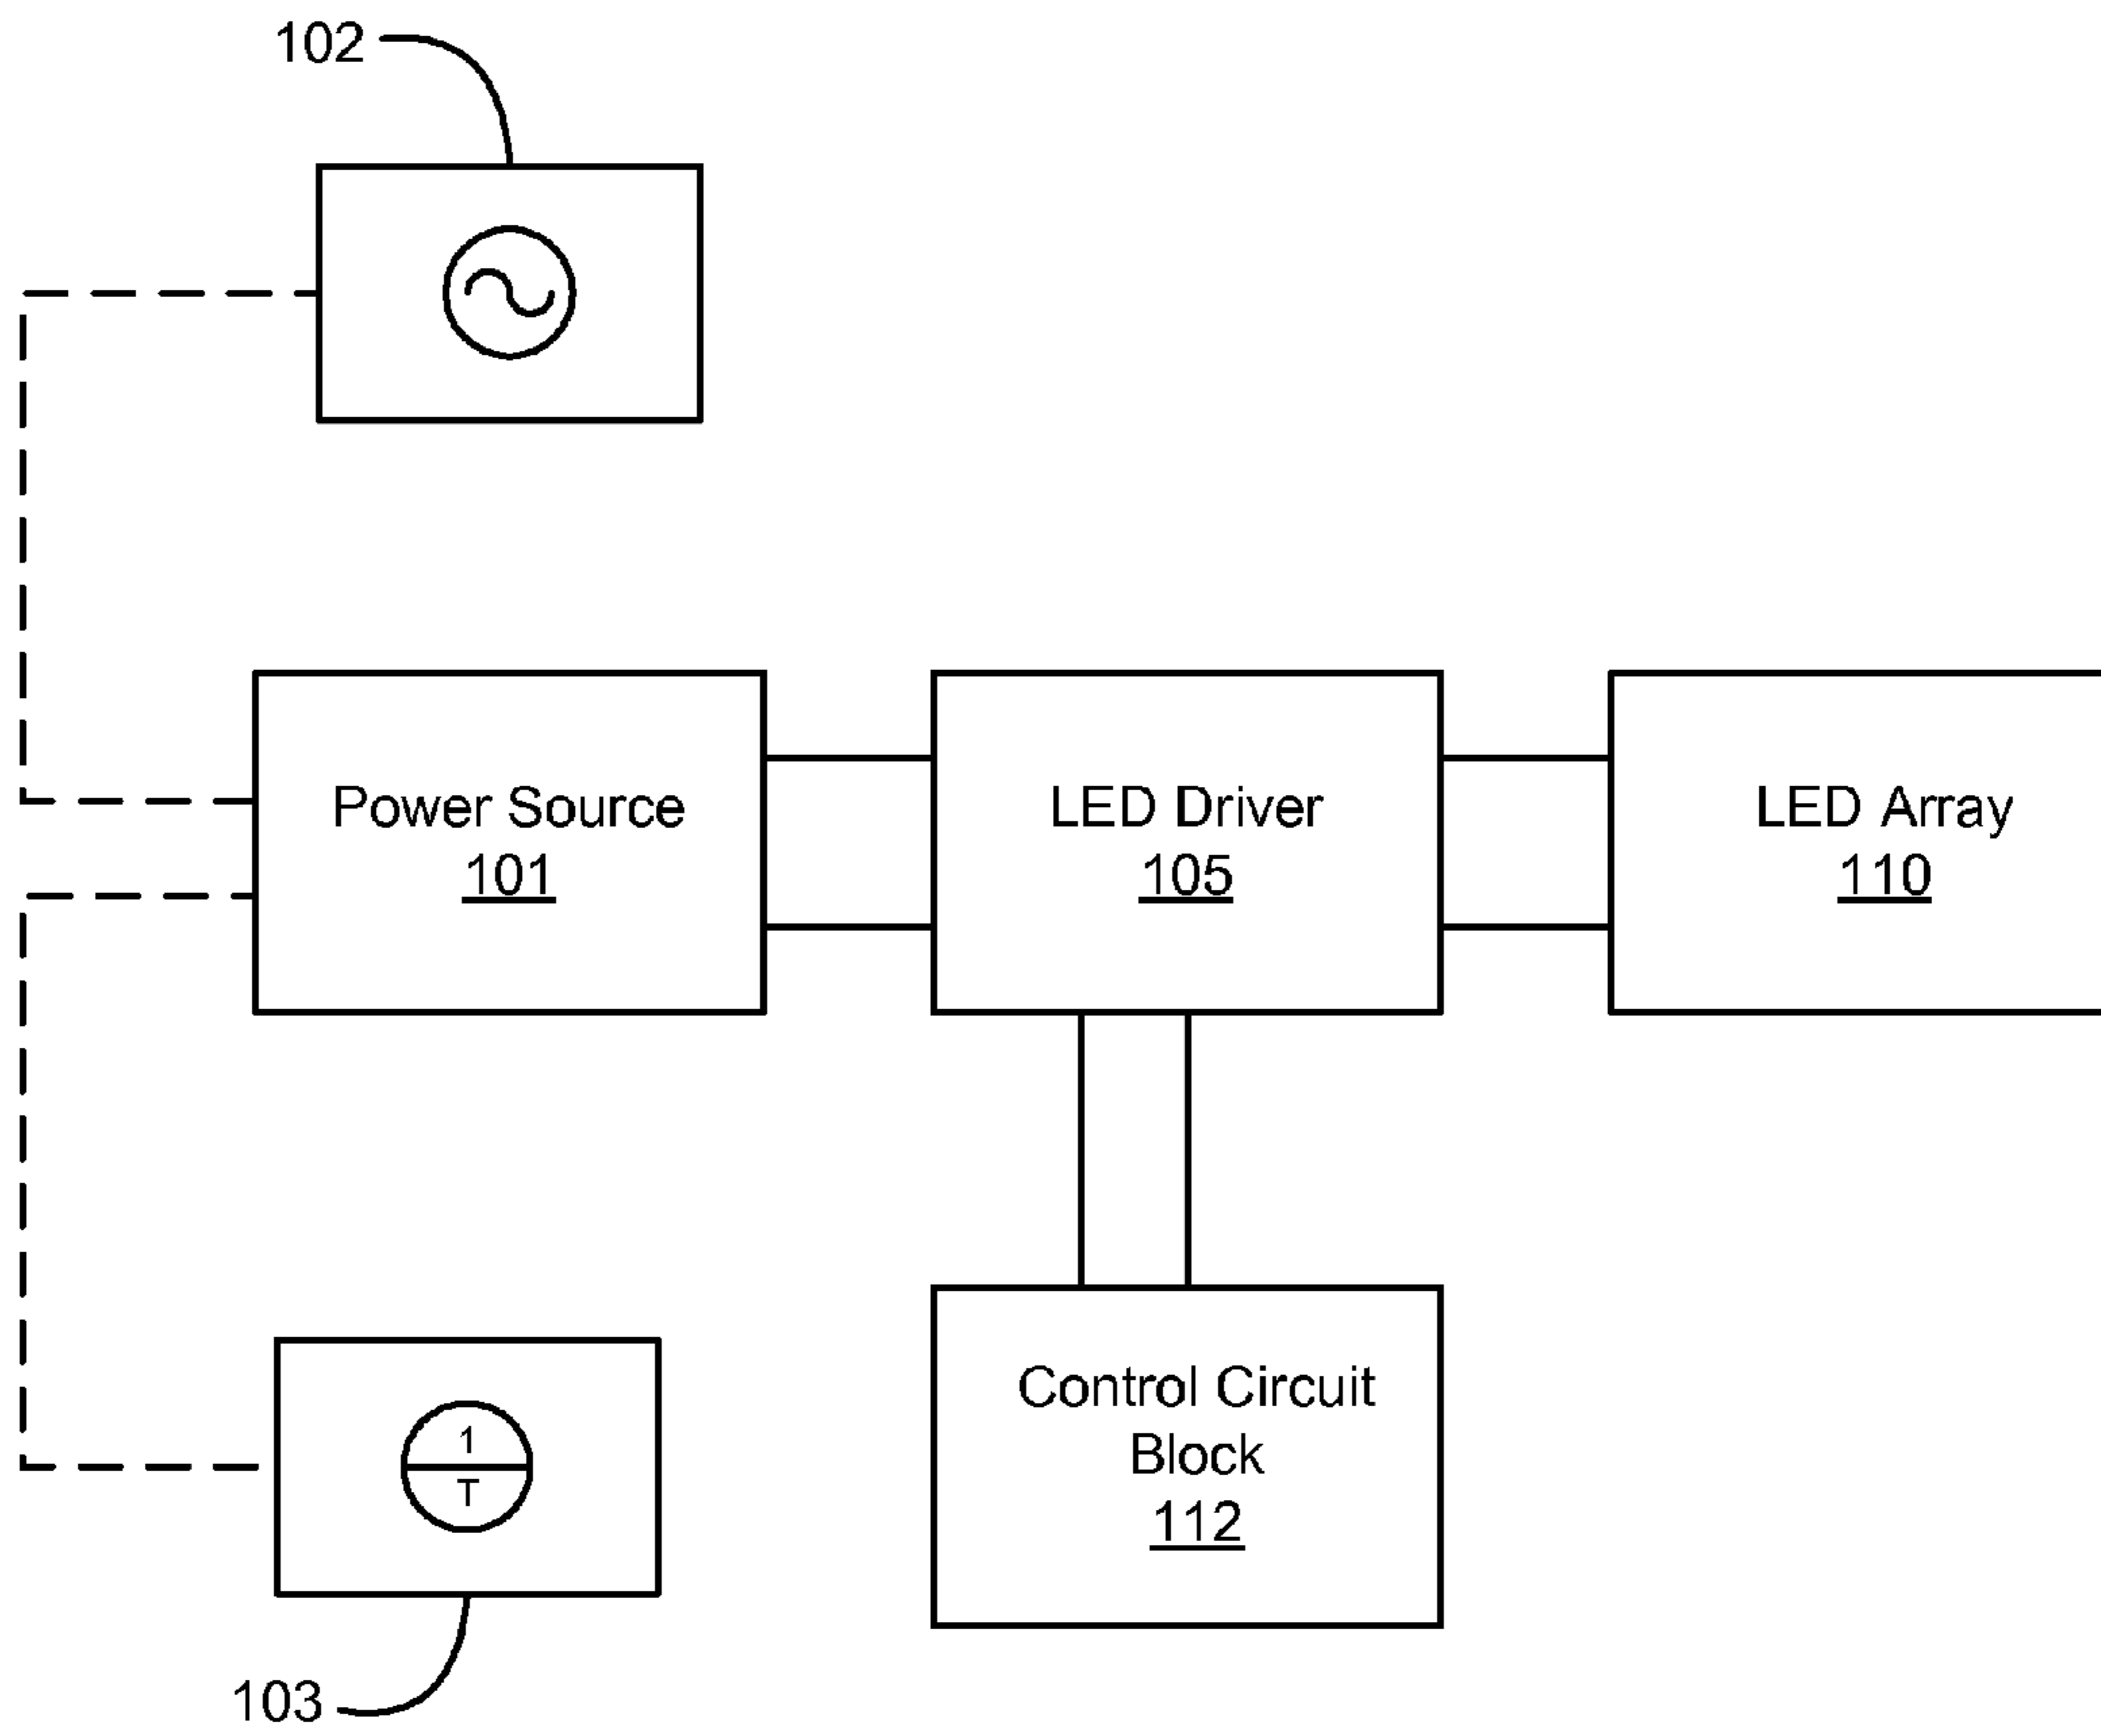 102
Power Source
101
LED Driver
105
LED Array
110
1
T
Control Circuit
Block
112
103